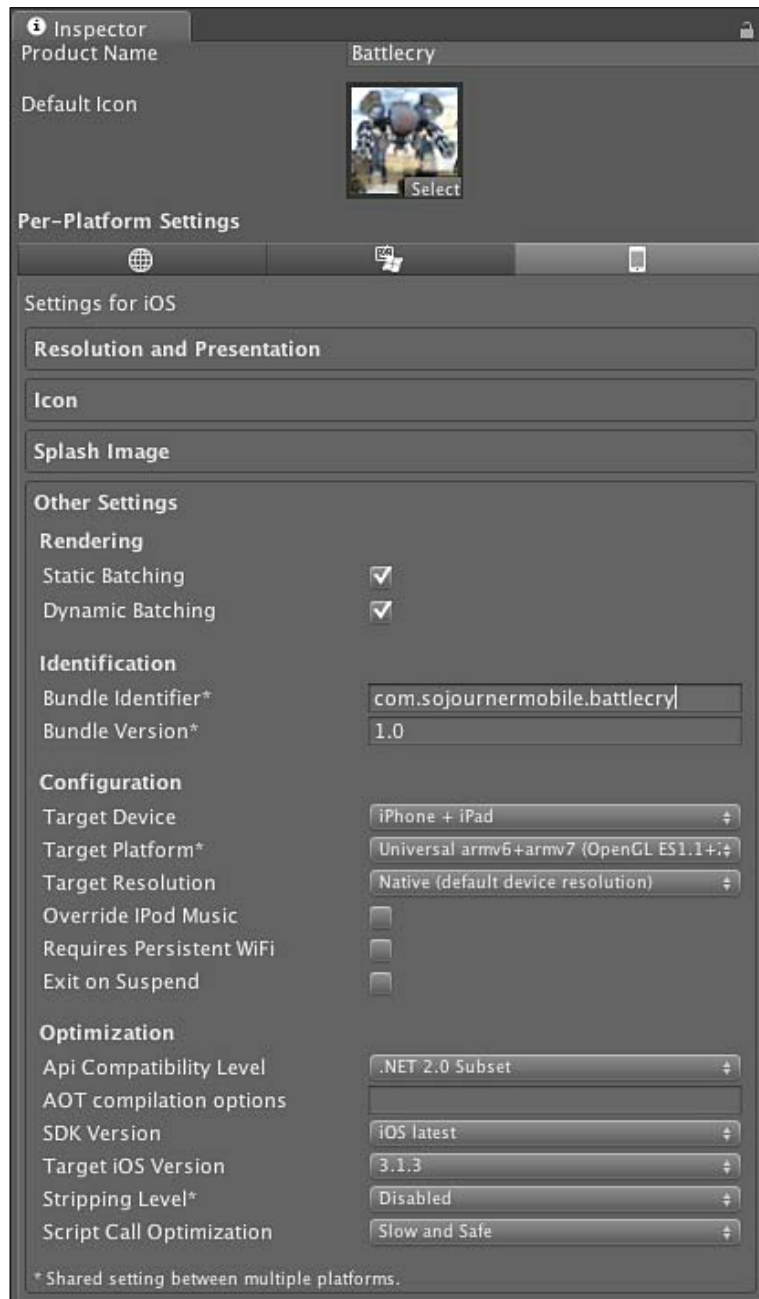 Inspector
Product Name Battlecry
Default Icon
Select
Per-Platform Settings
Settings for iOS
Resolution and Presentation
Icon
Splash Image
Other Settings
Rendering
Static Batching
Dynamic Batching
Identification
Bundle Identifier* com.sojournermobile.battlecry
Bundle Version* 1.0
Configuration
Target Device iPhone + iPad
Target Platform* Universal armv6+armv7 (OpenGL ES1.1+
Target Resolution Native (default device resolution)
Override IPod Music
Requires Persistent WiFi
Exit on Suspend
Optimization
Api Compatibility Level .NET 2.0 Subset
AOT compilation options
SDK Version iOS latest
Target iOS Version 3.1.3
Stripping Level* Disabled
Script Call Optimization Slow and Safe
* Shared setting between multiple platforms.